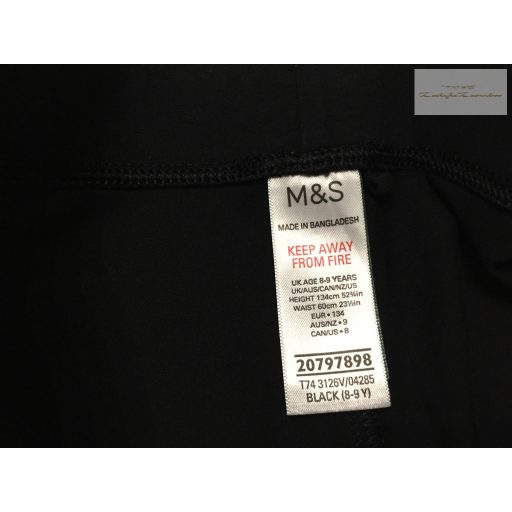 M&S
MADE IN BANGLADESH
KEEP AWAY
FROM FIRE
UK AGE 8-9 YEARS
UK/AUS/CAN/NZ/US
HEIGHT 134cm 52¾in
WAIST 60cm 23½in
EUR • 134
AUS/NZ • 9
CAN/US • 8
20797898
T74 3126V/04285
BLACK (8-9 Y)